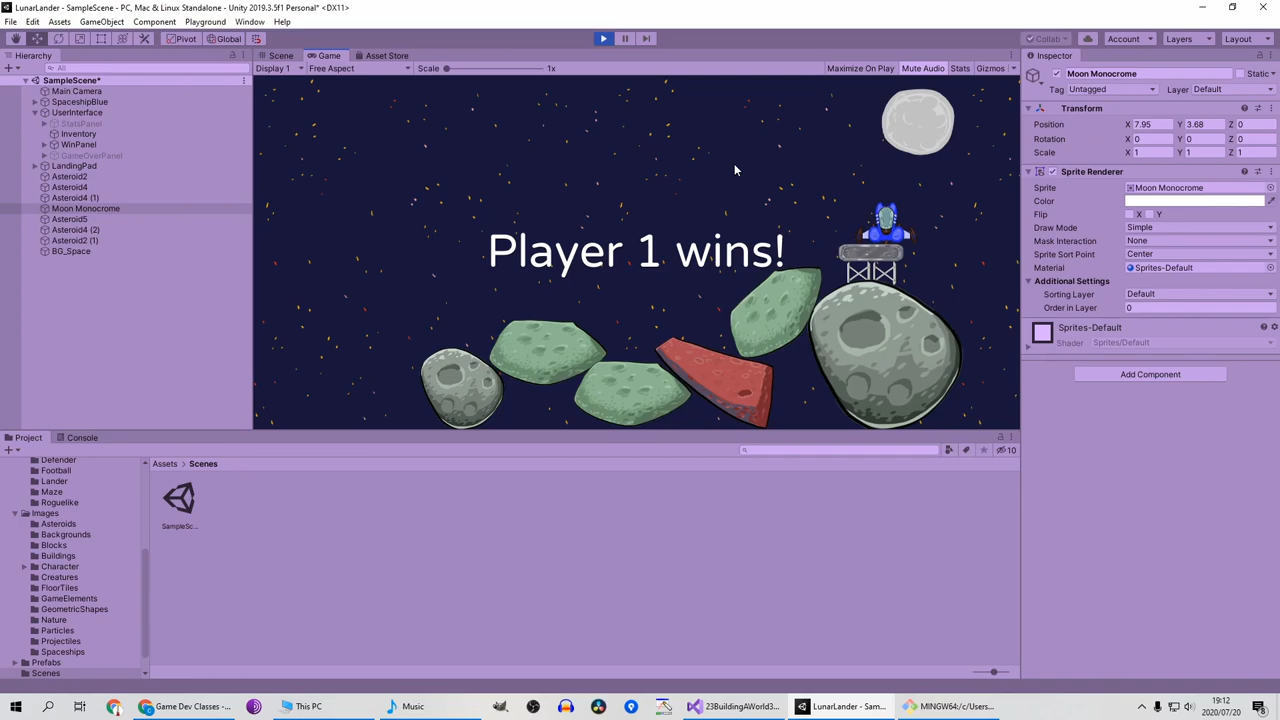 LunarLander - SampleScene - PC, Mac & Linux Standalone - Unity 2019.3.5f1 Personal* <DX11>
File Edit Assets GameObject Component Playground Window Help
Pivot Global Collab Account Layers Layout
Hierarchy Scene Game Asset Store Inspector
All
Display 1 Free Aspect Scale 1x Maximize On Play Mute Audio Stats Gizmos
SampleScene*
Main Camera
SpaceshipBlue
UserInterface
StatsPanel
Inventory
WinPanel
GameOverPanel
LandingPad
Asteroid2
Asteroid4
Asteroid4 (1)
Moon Monocrome
Asteroid5
Asteroid4 (2)
Asteroid2 (1)
BG_Space
Player 1 wins!
Moon Monocrome Static
Tag Untagged Layer Default
Transform
Position X 7.95 Y 3.68 Z 0
Rotation X 0 Y 0 Z 0
Scale X 1 Y 1 Z 1
Sprite Renderer
Sprite Moon Monocrome
Color
Flip X Y
Draw Mode Simple
Mask Interaction None
Sprite Sort Point Center
Material Sprites-Default
Additional Settings
Sorting Layer Default
Order in Layer 0
Sprites-Default
Shader Sprites/Default
Add Component
Project Console
10
Assets > Scenes
Defender
Football
Lander
Maze
Roguelike
Images
Asteroids
Backgrounds
Blocks
Buildings
Character
Creatures
FloorTiles
GameElements
GeometricShapes
Nature
Particles
Projectiles
Spaceships
Prefabs
Scenes
SampleSc...
Game Dev Classes - ... This PC Music 23BuildingAWorld3... LunarLander - Sam... MINGW64:/c/Users...
19:12
2020/07/20
8